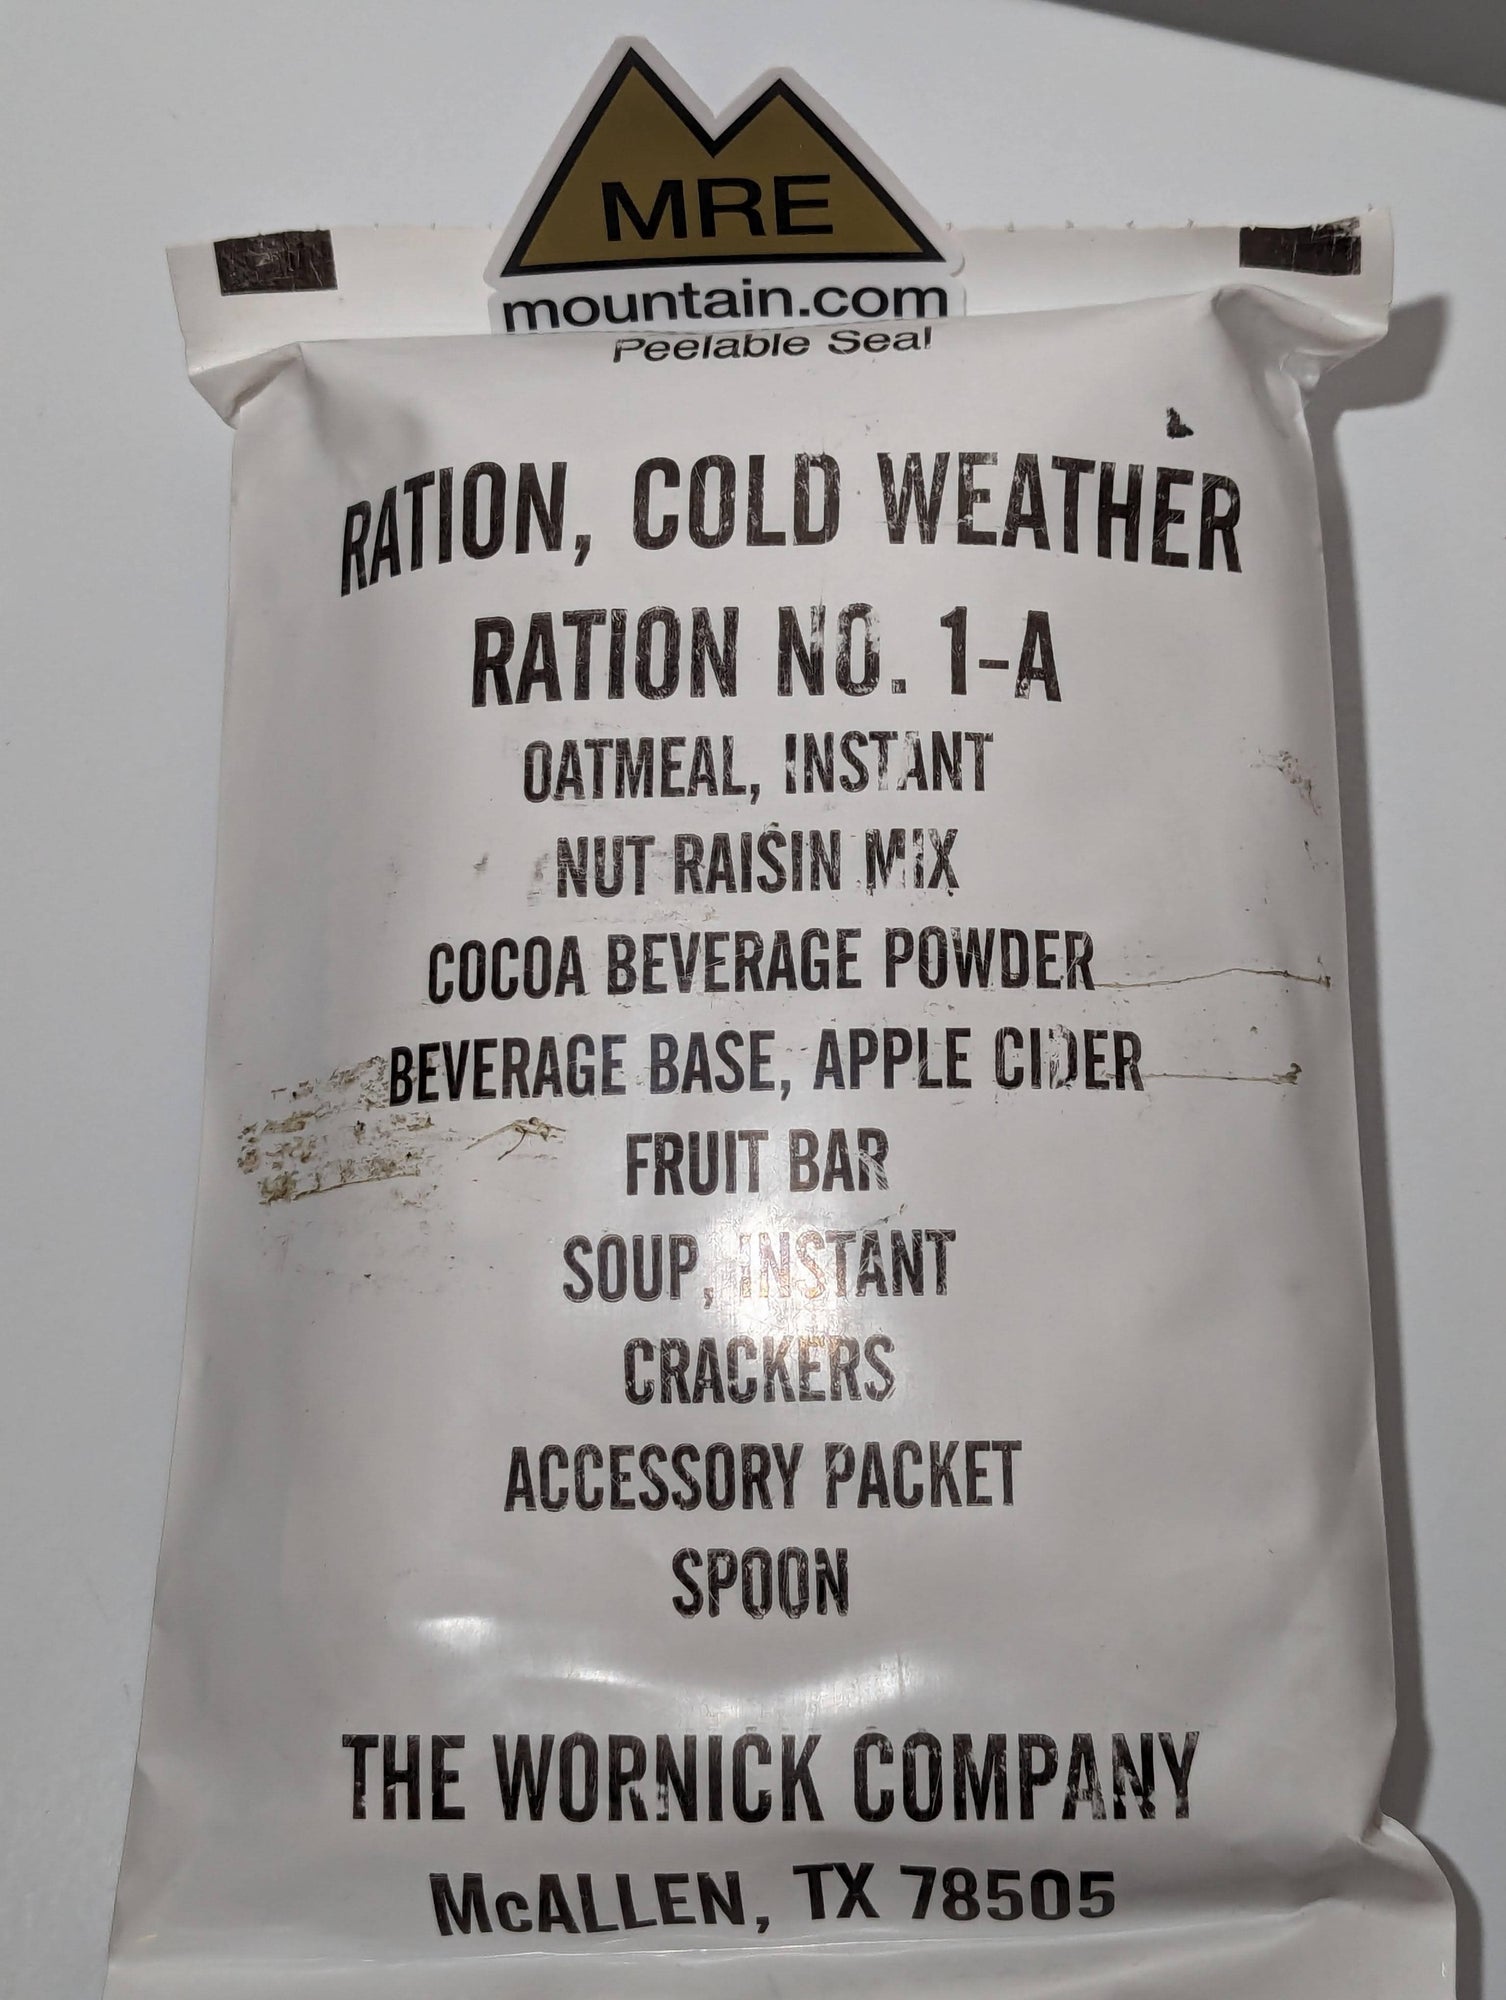 MRE
mountain.com
Peelable Seal
RATION, COLD WEATHER
RATION NO. 1-A
OATMEAL, INSTANT
NUT RAISIN MIX
COCOA BEVERAGE POWDER
BEVERAGE BASE, APPLE CIDER
FRUIT BAR
SOUP, INSTANT
CRACKERS
ACCESSORY PACKET
SPOON
THE WORNICK COMPANY
McALLEN, TX 78505